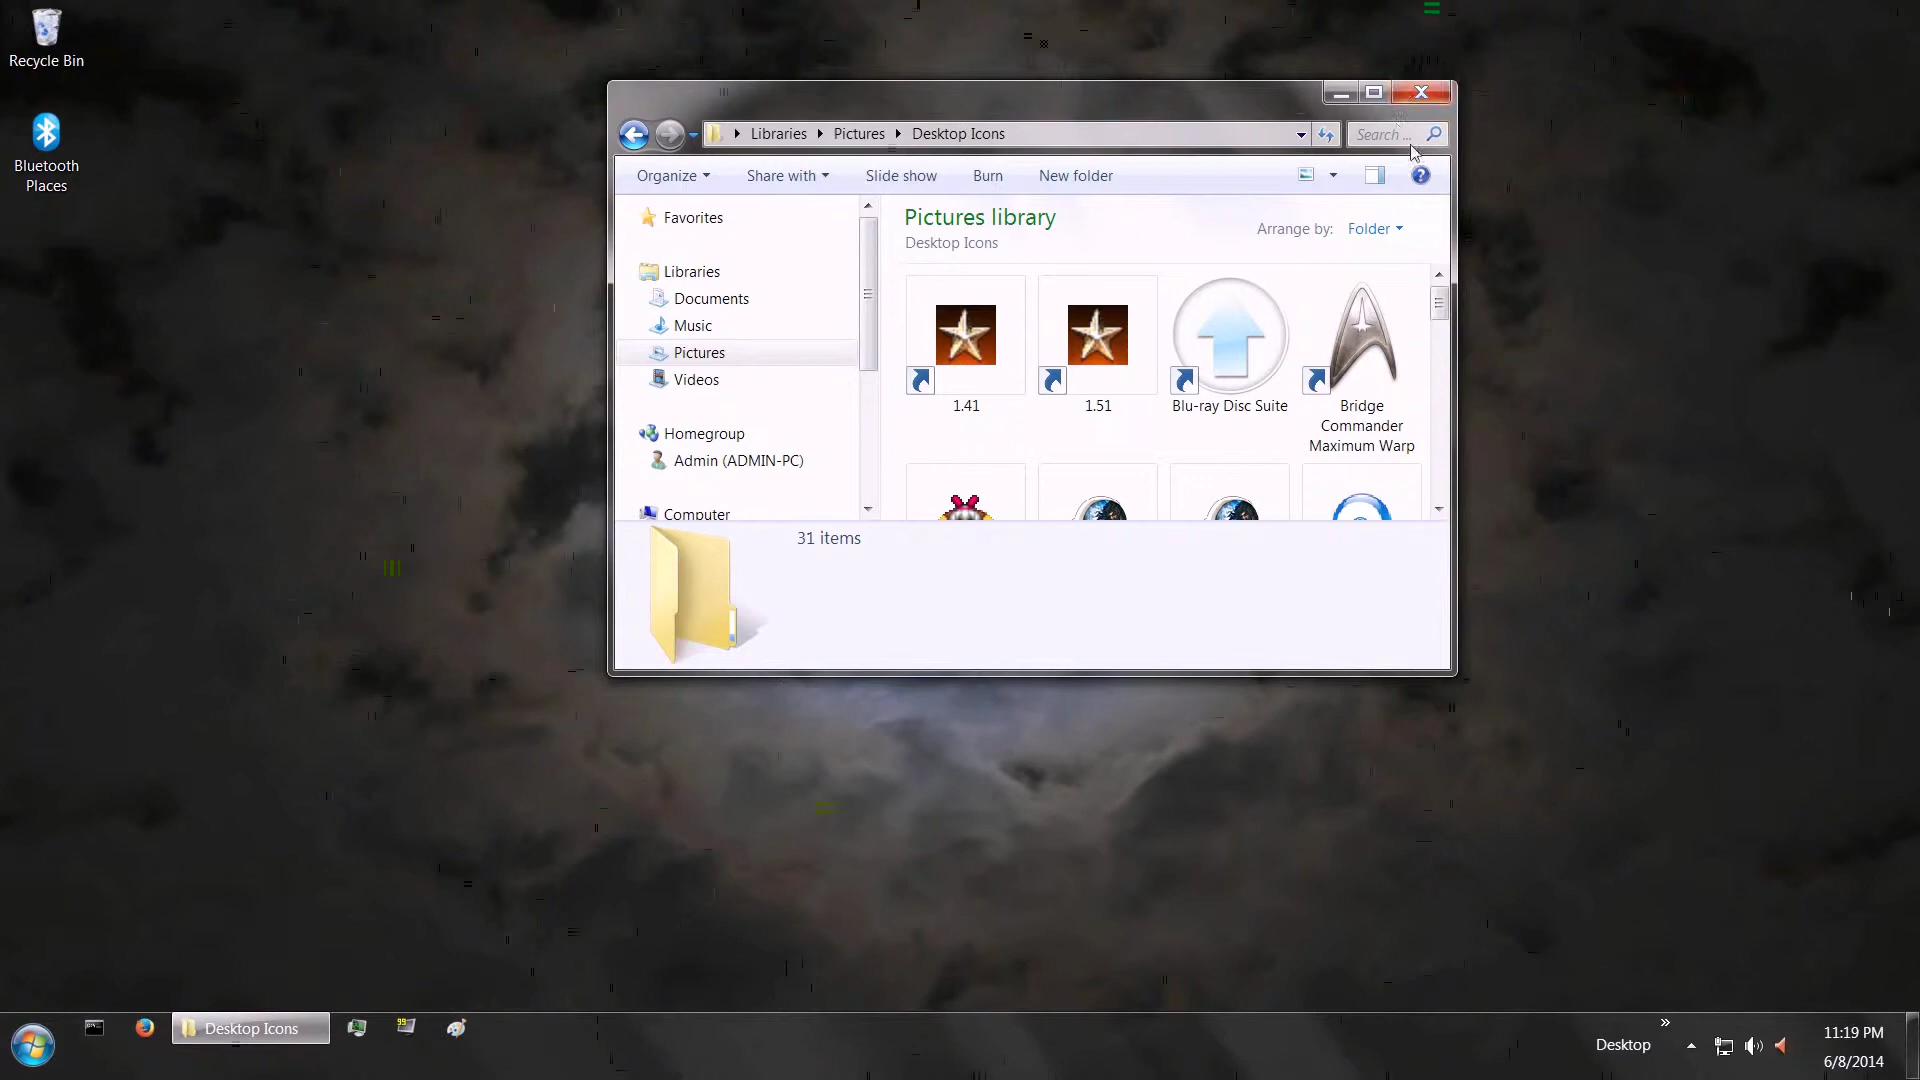 Recycle Bin
Bluetooth
Places
Libraries
Pictures
Desktop Icons
Search ...
Organize
Share with
Slide show
Burn
New folder
Favorites
Libraries
Documents
Music
Pictures
Videos
Homegroup
Admin (ADMIN-PC)
Computer
Pictures library
Desktop Icons
Arrange by:
Folder
1.41
1.51
Blu-ray Disc Suite
Bridge
Commander
Maximum Warp
31 items
Desktop Icons
99
Desktop
11:19 PM
6/8/2014